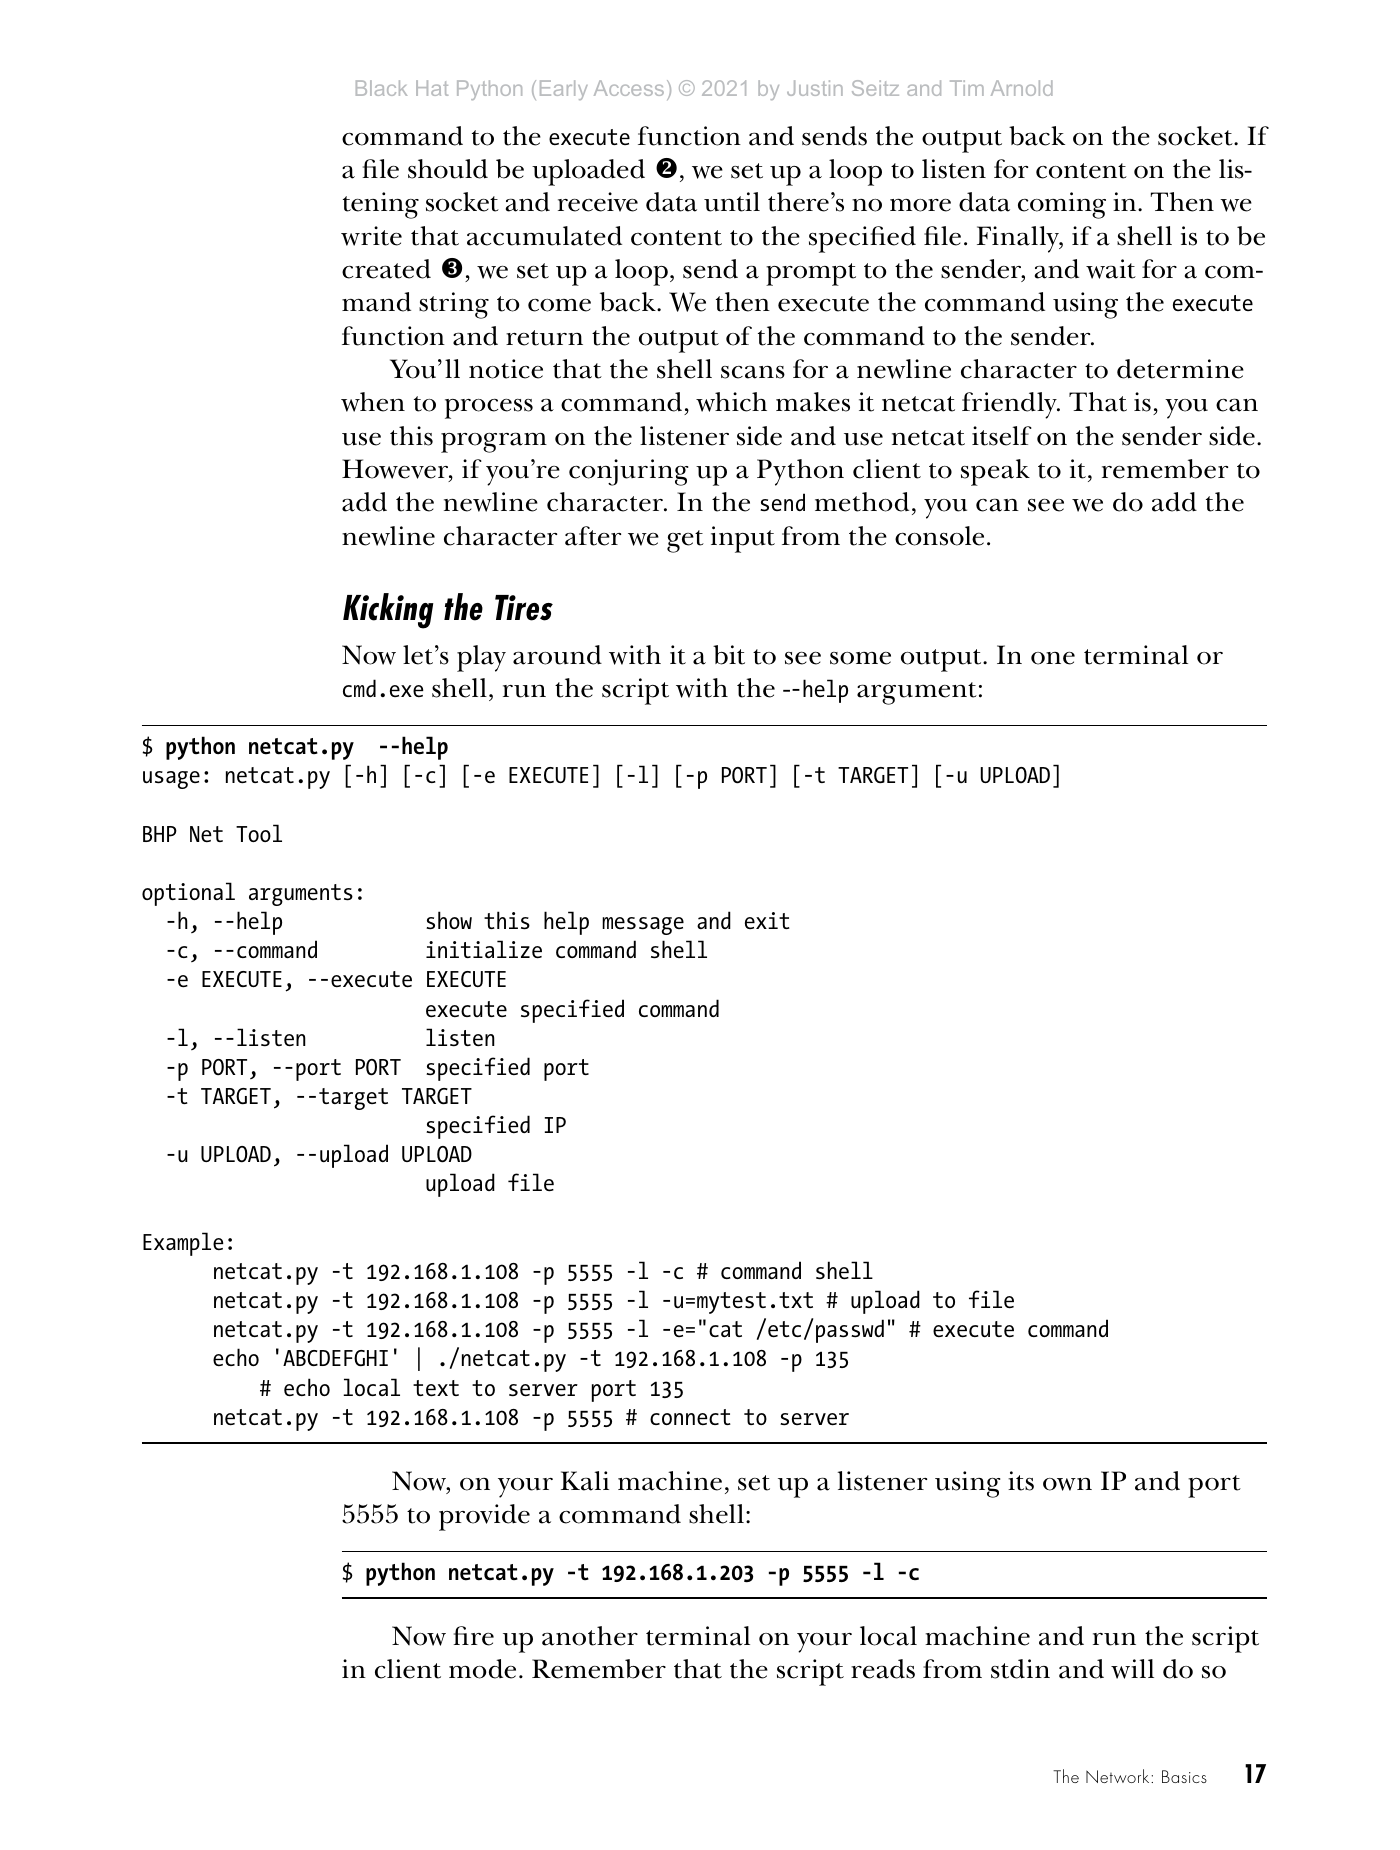 Black Hat Python (Early Access) © 2021 by Justin Seitz and Tim Arnold
command to the execute function and sends the output back on the socket. If
a file should be uploaded ❷, we set up a loop to listen for content on the lis-
tening socket and receive data until there’s no more data coming in. Then we
write that accumulated content to the specified file. Finally, if a shell is to be
created ❸, we set up a loop, send a prompt to the sender, and wait for a com-
mand string to come back. We then execute the command using the execute
function and return the output of the command to the sender.
You’ll notice that the shell scans for a newline character to determine
when to process a command, which makes it netcat friendly. That is, you can
use this program on the listener side and use netcat itself on the sender side.
However, if you’re conjuring up a Python client to speak to it, remember to
add the newline character. In the send method, you can see we do add the
newline character after we get input from the console.
Kicking the Tires
Now let’s play around with it a bit to see some output. In one terminal or
cmd.exe shell, run the script with the --help argument:
$ python netcat.py  --help
usage: netcat.py [-h] [-c] [-e EXECUTE] [-l] [-p PORT] [-t TARGET] [-u UPLOAD]
BHP Net Tool
optional arguments:
  -h, --help            show this help message and exit
  -c, --command         initialize command shell
  -e EXECUTE, --execute EXECUTE
                        execute specified command
  -l, --listen          listen
  -p PORT, --port PORT  specified port
  -t TARGET, --target TARGET
                        specified IP
  -u UPLOAD, --upload UPLOAD
                        upload file
Example:
      netcat.py -t 192.168.1.108 -p 5555 -l -c # command shell
      netcat.py -t 192.168.1.108 -p 5555 -l -u=mytest.txt # upload to file
      netcat.py -t 192.168.1.108 -p 5555 -l -e="cat /etc/passwd" # execute command
      echo 'ABCDEFGHI' | ./netcat.py -t 192.168.1.108 -p 135
          # echo local text to server port 135
      netcat.py -t 192.168.1.108 -p 5555 # connect to server
Now, on your Kali machine, set up a listener using its own IP and port
5555 to provide a command shell:
$ python netcat.py -t 192.168.1.203 -p 5555 -l -c
Now fire up another terminal on your local machine and run the script
in client mode. Remember that the script reads from stdin and will do so
The Network: Basics 17